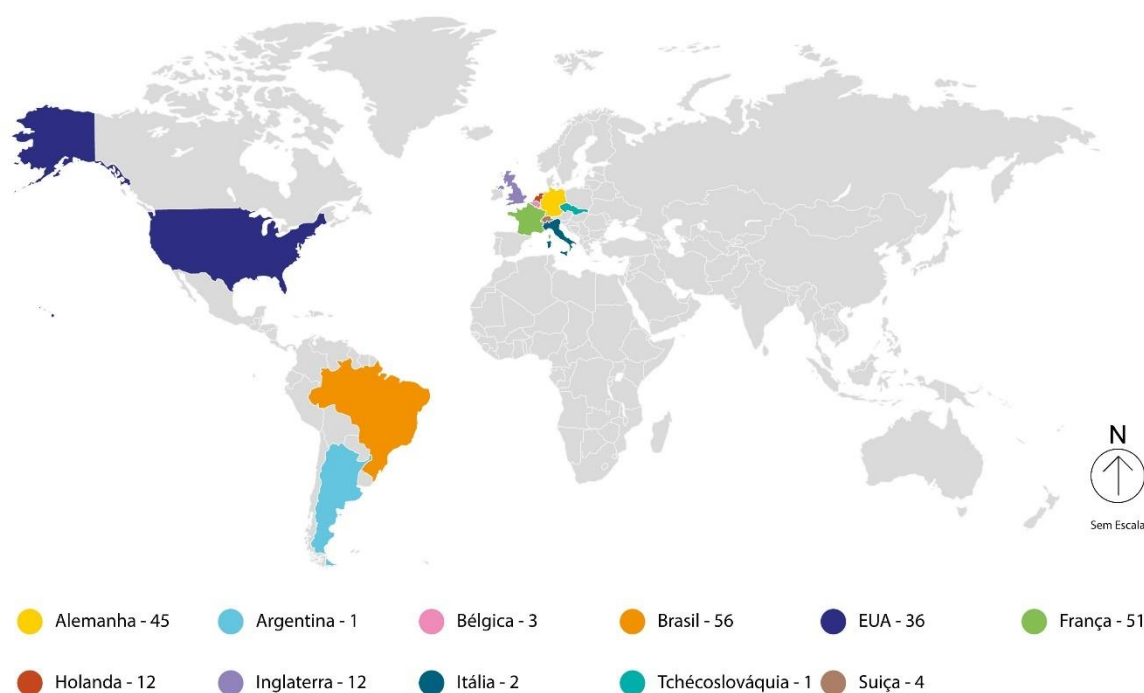 N
Sem Escala
Alemanha - 45
Argentina - 1
Bélgica - 3
Brasil - 56
EUA - 36
França - 51
Holanda - 12
Inglaterra - 12
Itália - 2
Tchécoslováquia - 1
Suiça - 4